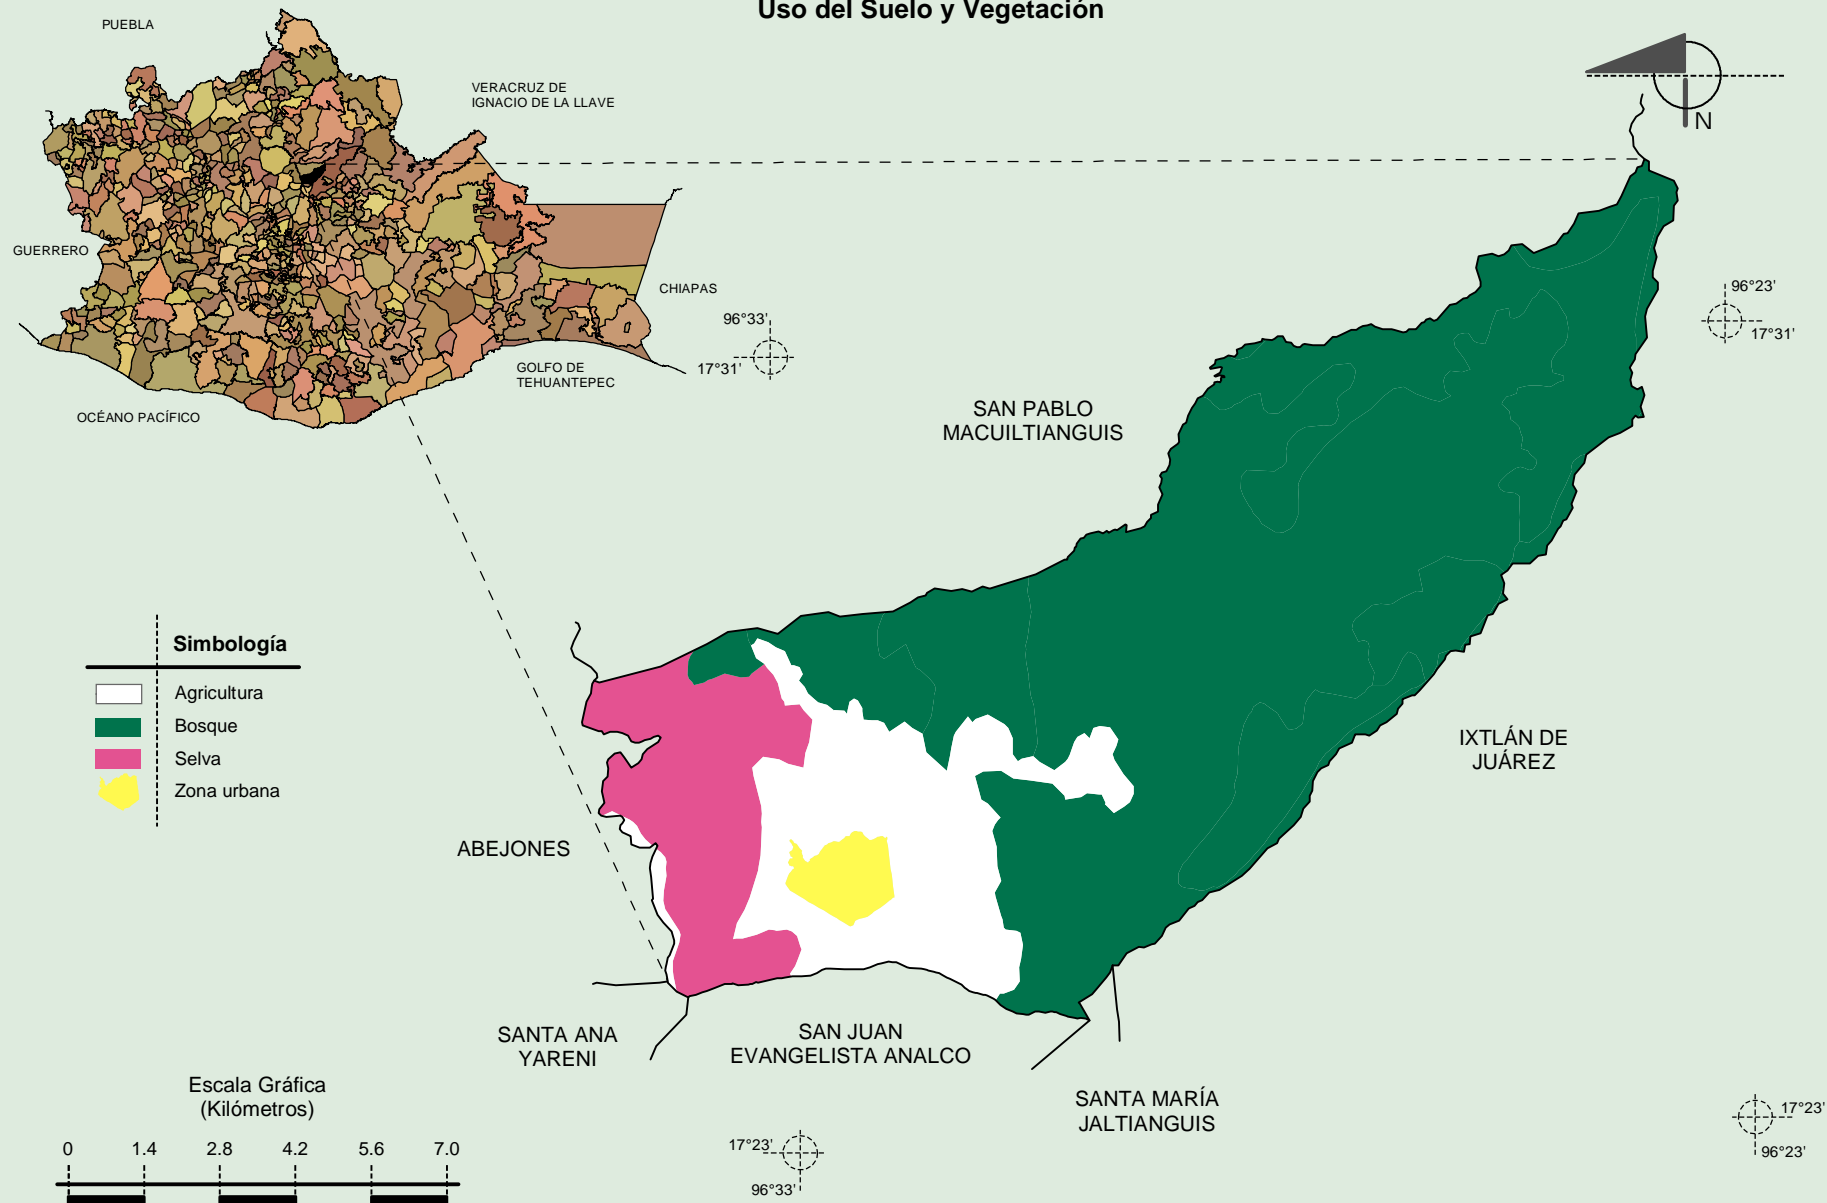 Uso del Suelo y Vegetación
PUEBLA
VERACRUZ DE
IGNACIO DE LA LLAVE
N
GUERRERO
CHIAPAS
GOLFO DE
TEHUANTEPEC
OCÉANO PACÍFICO
96°33'
17°31'
96°23'
17°31'
SAN PABLO
MACUILTIANGUIS
Simbología
Agricultura
Bosque
Selva
Zona urbana
IXTLÁN DE
JUÁREZ
ABEJONES
SANTA ANA
YARENI
SAN JUAN
EVANGELISTA ANALCO
SANTA MARÍA
JALTIANGUIS
Escala Gráfica
(Kilómetros)
0 1.4 2.8 4.2 5.6 7.0
17°23'
96°33'
17°23'
96°23'